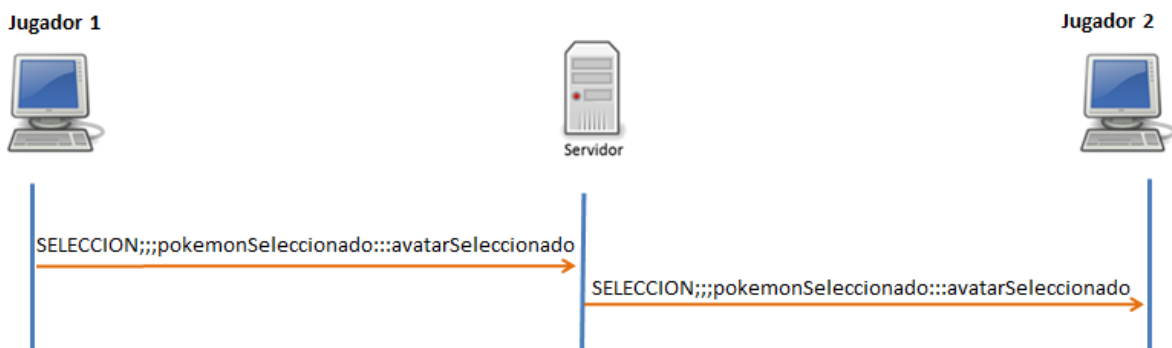 Jugador 1
Jugador 2
Servidor
SELECCION;;;pokemonSeleccionado:::avatarSeleccionado
SELECCION;;;pokemonSeleccionado:::avatarSeleccionado